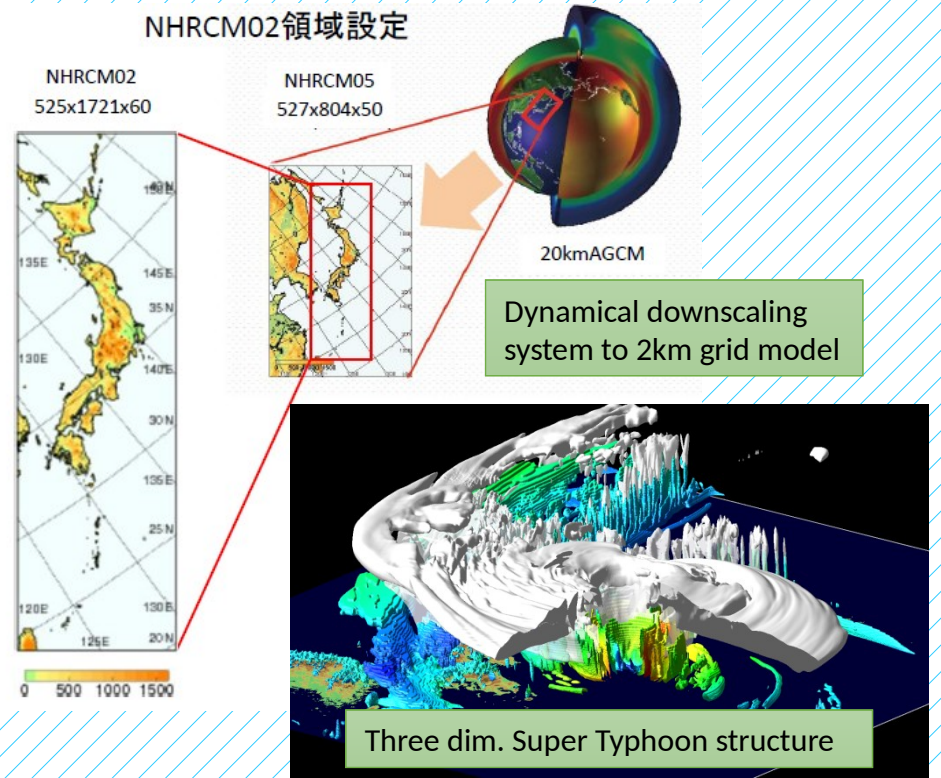 NHRCM02領域設定
NHRCM02
525x1721x60
NHRCM05
527x804x50
20kmAGCM
Dynamical downscaling
system to 2km grid model
135E
145E
35N
130E
140E
30N
135E
25N
120E
130E
125E
20N
0 500 1000 1500
Three dim. Super Typhoon structure